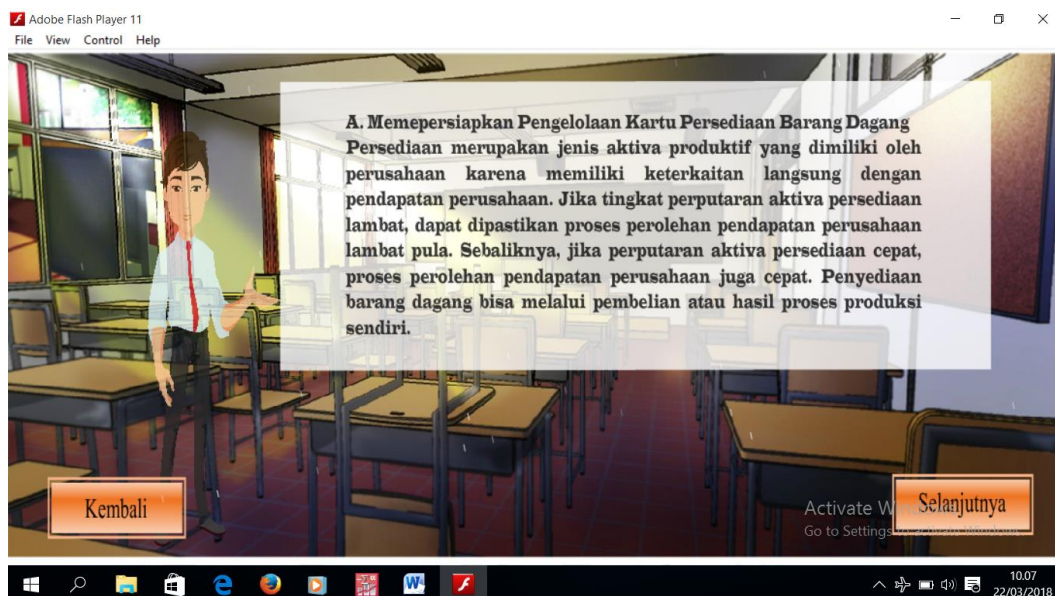 Adobe Flash Player 11
File View Control Help
A. Memepersiapkan Pengelolaan Kartu Persediaan Barang Dagang
Persediaan merupakan jenis aktiva produktif yang dimiliki oleh
perusahaan karena memiliki keterkaitan langsung dengan
pendapatan perusahaan. Jika tingkat perputaran aktiva persediaan
lambat, dapat dipastikan proses perolehan pendapatan perusahaan
lambat pula. Sebaliknya, jika perputaran aktiva persediaan cepat,
proses perolehan pendapatan perusahaan juga cepat. Penyediaan
barang dagang bisa melalui pembelian atau hasil proses produksi
sendiri.
Kembali
Selanjutnya
Activate
Go to Settings to activate Windows.
10.07
22/03/2018